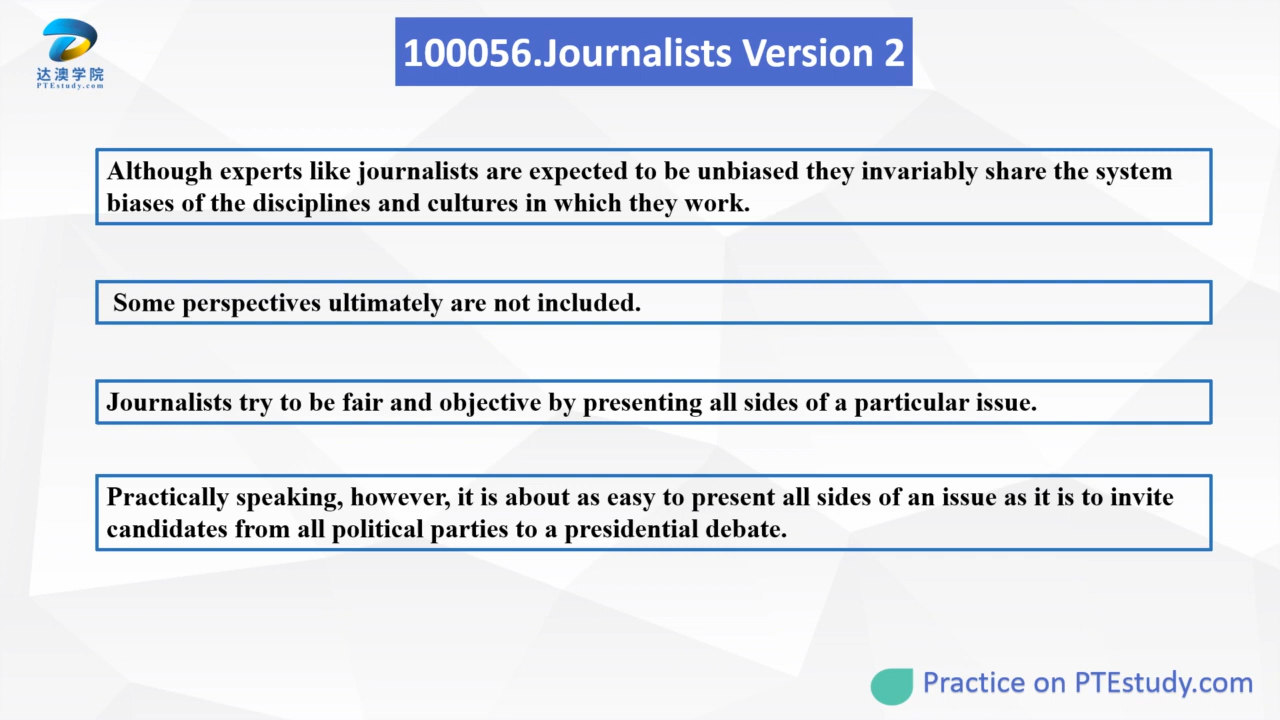 达澳学院
PTEstudy.com
100056.Journalists Version 2
Although experts like journalists are expected to be unbiased they invariably share the system
biases of the disciplines and cultures in which they work.
Some perspectives ultimately are not included.
Journalists try to be fair and objective by presenting all sides of a particular issue.
Practically speaking, however, it is about as easy to present all sides of an issue as it is to invite
candidates from all political parties to a presidential debate.
Practice on PTEstudy.com